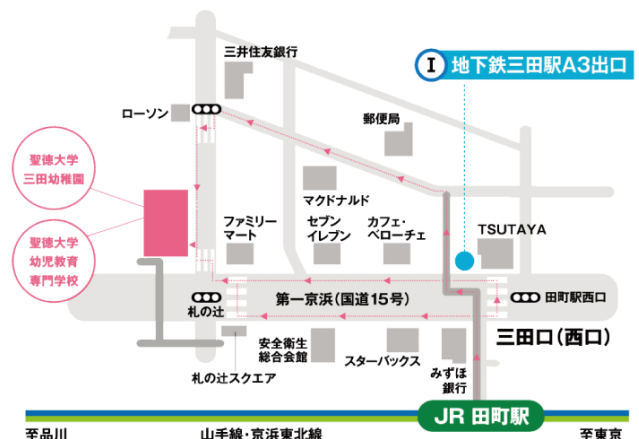 三井住友銀行
I 地下鉄三田駅A3出口
ローソン
郵便局
聖徳大学
三田幼稚園
マクドナルド
聖徳大学
幼児教育
専門学校
ファミリー
マート
セブン
イレブン
カフェ・
ベローチェ
TSUTAYA
第一京浜(国道15号)
田町駅西口
札の辻
三田口(西口)
安全衛生
総合会館
スターバックス
みずほ
銀行
札の辻スクエア
JR 田町駅
至品川
山手線・京浜東北線
至東京